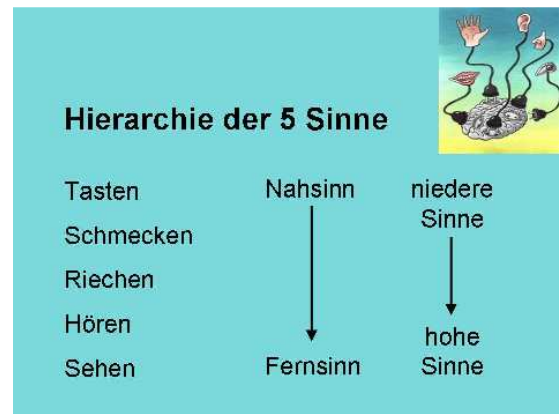 Hierarchie der 5 Sinne
Tasten
Schmecken
Riechen
Hören
Sehen
Nahsinn
Fernsinn
niedere
Sinne
hohe
Sinne